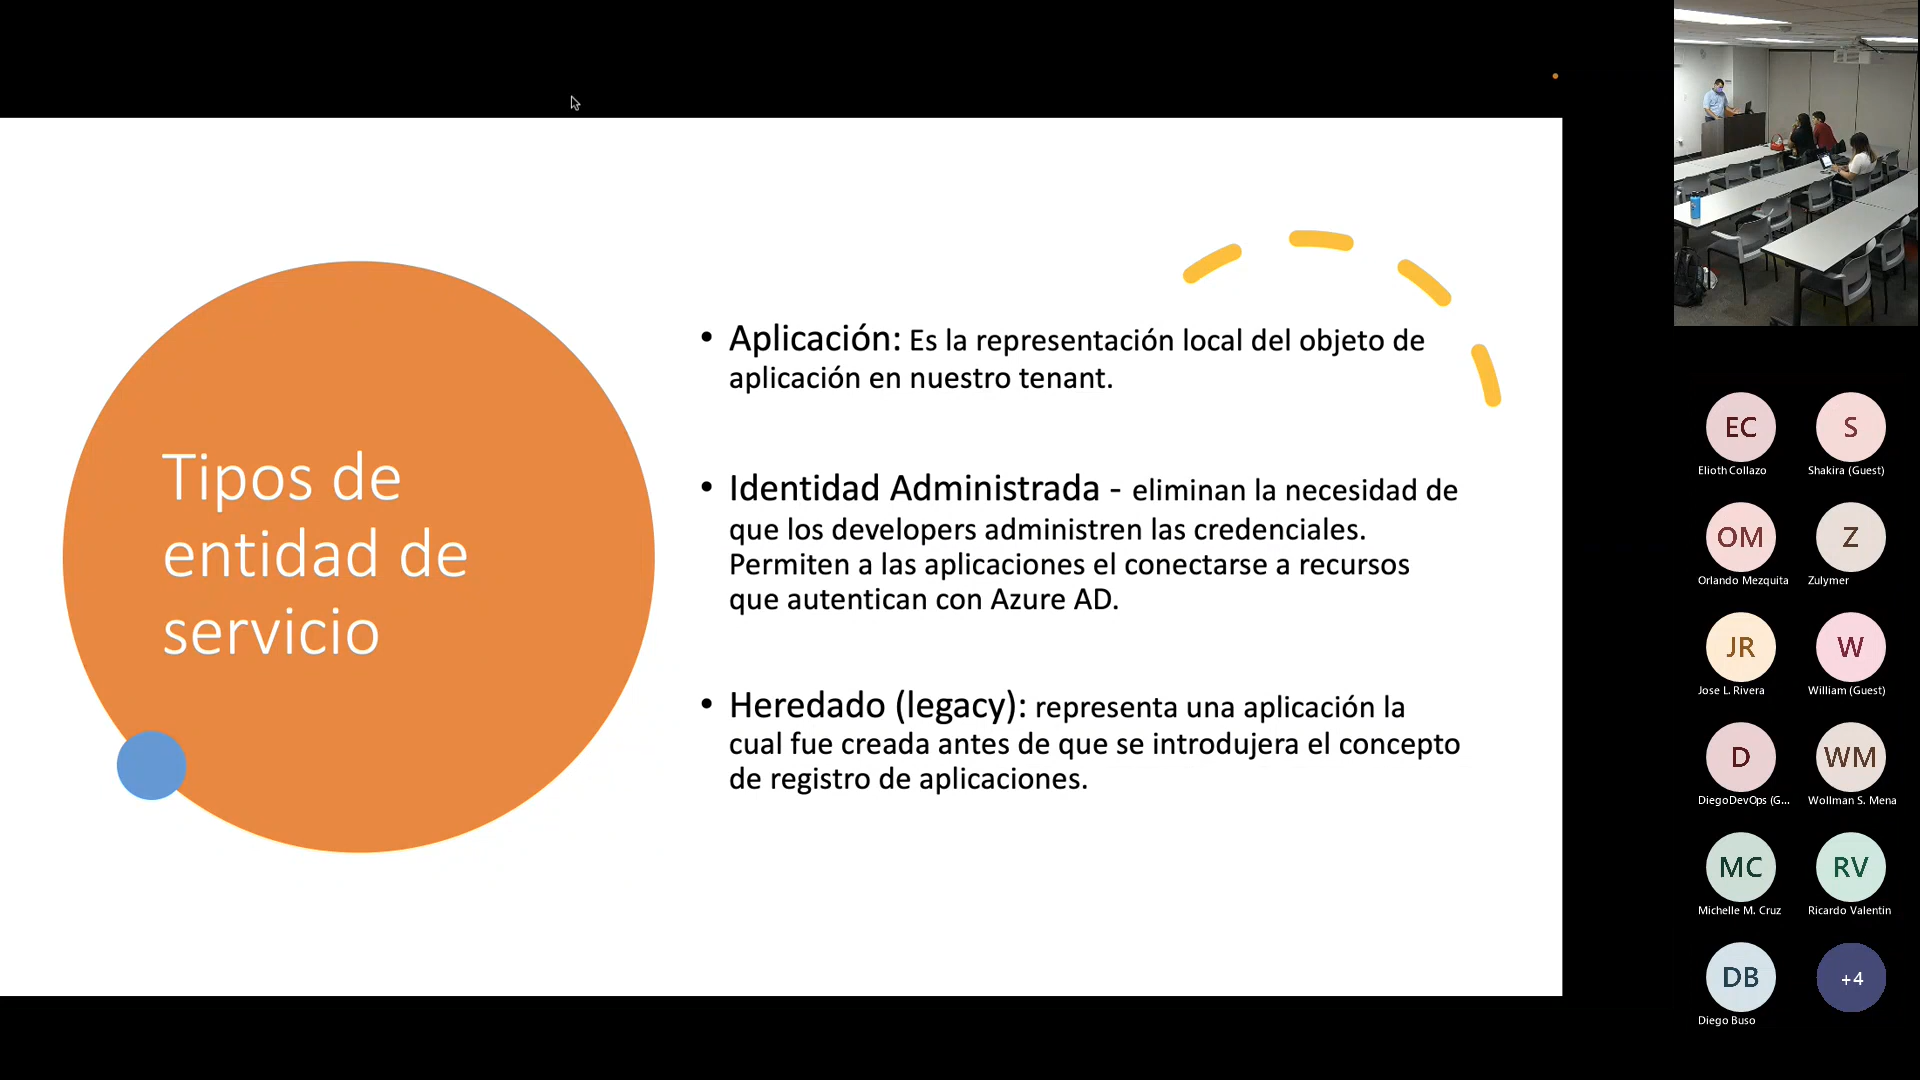 Tipos de
entidad de
servicio
• Aplicación: Es la representación local del objeto de
aplicación en nuestro tenant.
• Identidad Administrada - eliminan la necesidad de
que los developers administren las credenciales.
Permiten a las aplicaciones el conectarse a recursos
que autentican con Azure AD.
• Heredado (legacy): representa una aplicación la
cual fue creada antes de que se introdujera el concepto
de registro de aplicaciones.
EC
Elioth Collazo
S
Shakira (Guest)
OM
Orlando Mezquita
Z
Zulymer
JR
Jose L. Rivera
W
William (Guest)
D
DiegoDevOps (G...
WM
Wollman S. Mena
MC
Michelle M. Cruz
RV
Ricardo Valentin
DB
Diego Buso
+4